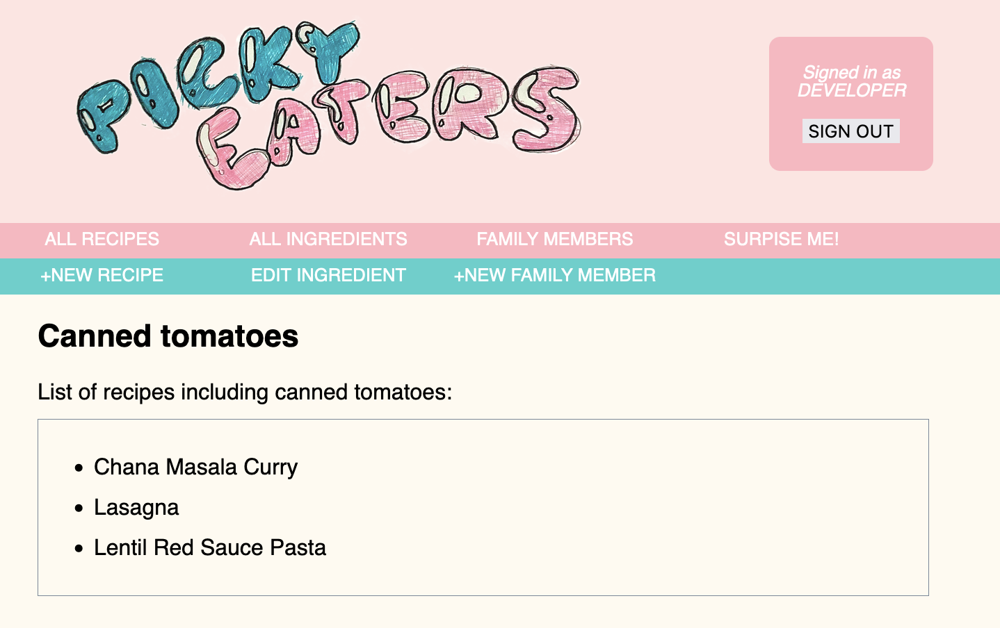 PICKY
EATERS
Signed in as
DEVELOPER
SIGN OUT
ALL RECIPES ALL INGREDIENTS FAMILY MEMBERS SURPISE ME!
+NEW RECIPE EDIT INGREDIENT +NEW FAMILY MEMBER
Canned tomatoes
List of recipes including canned tomatoes:
• Chana Masala Curry
• Lasagna
• Lentil Red Sauce Pasta